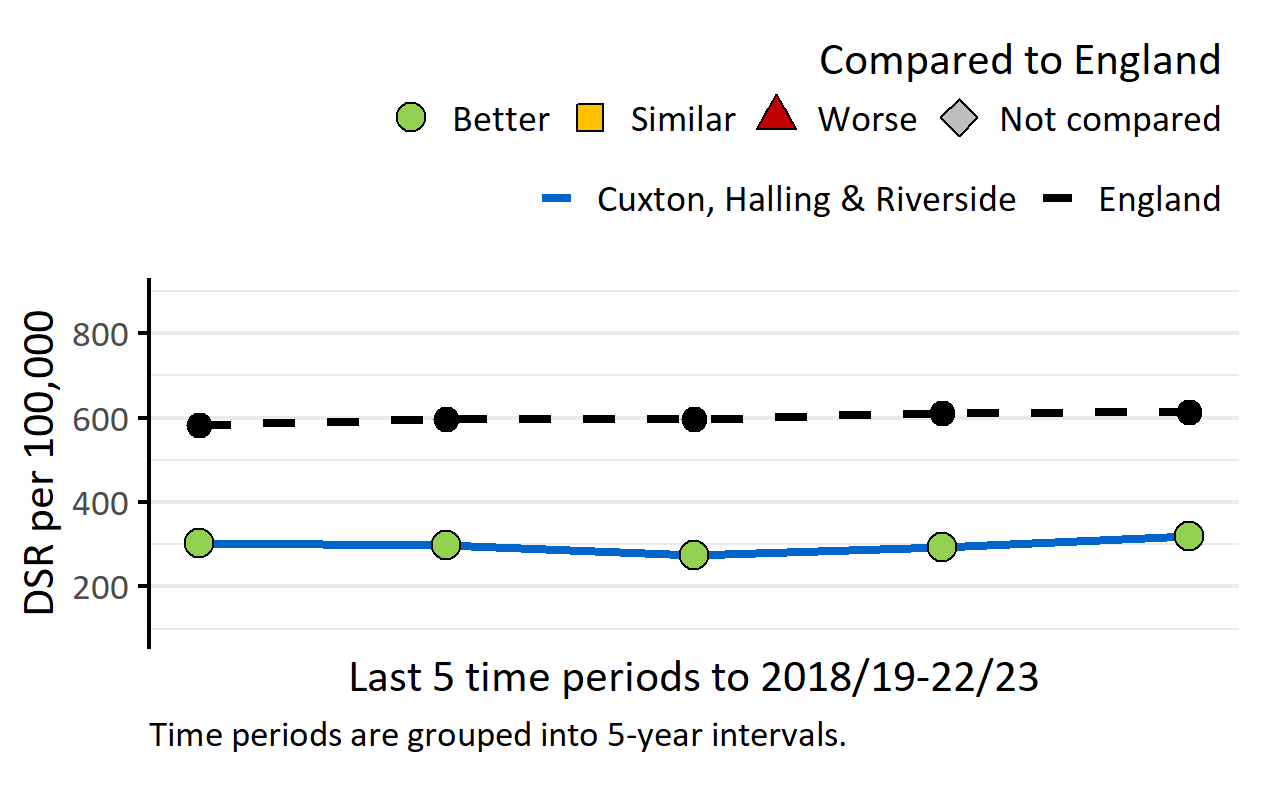 Compared to England
Better Similar Worse Not compared
Cuxton, Halling & Riverside England
DSR per 100,000
800
600
400
200
Last 5 time periods to 2018/19-22/23
Time periods are grouped into 5-year intervals.